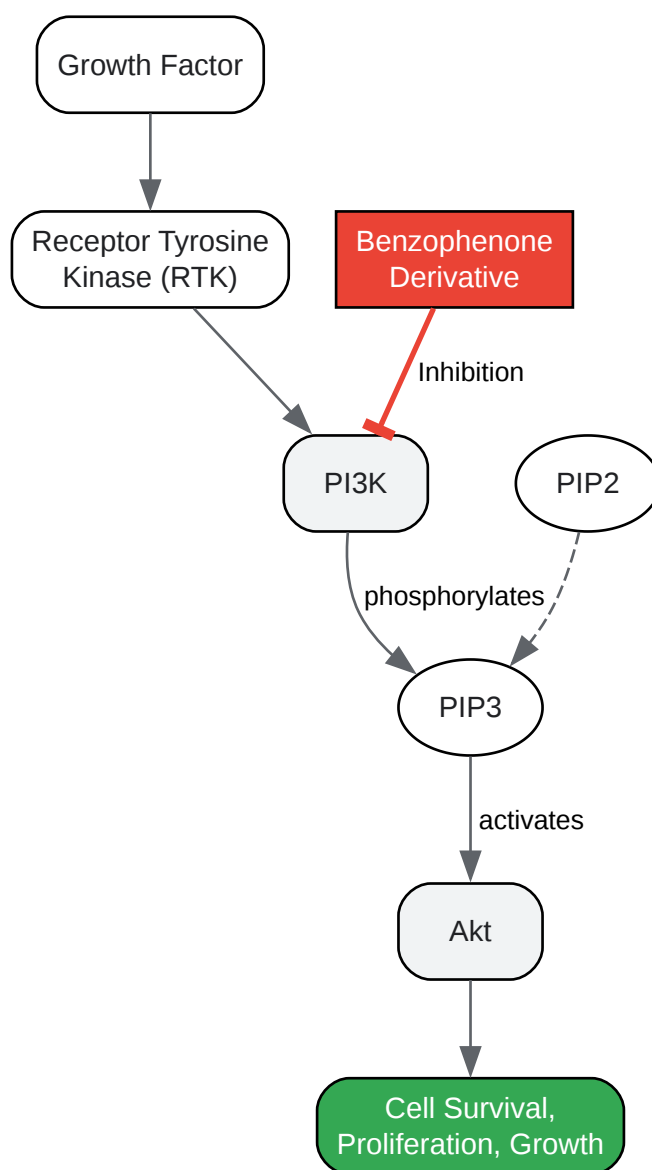 Growth Factor
Receptor Tyrosine
Kinase (RTK)
Benzophenone
Derivative
Inhibition
PI3K
PIP2
phosphorylates
PIP3
activates
Akt
Cell Survival,
Proliferation, Growth